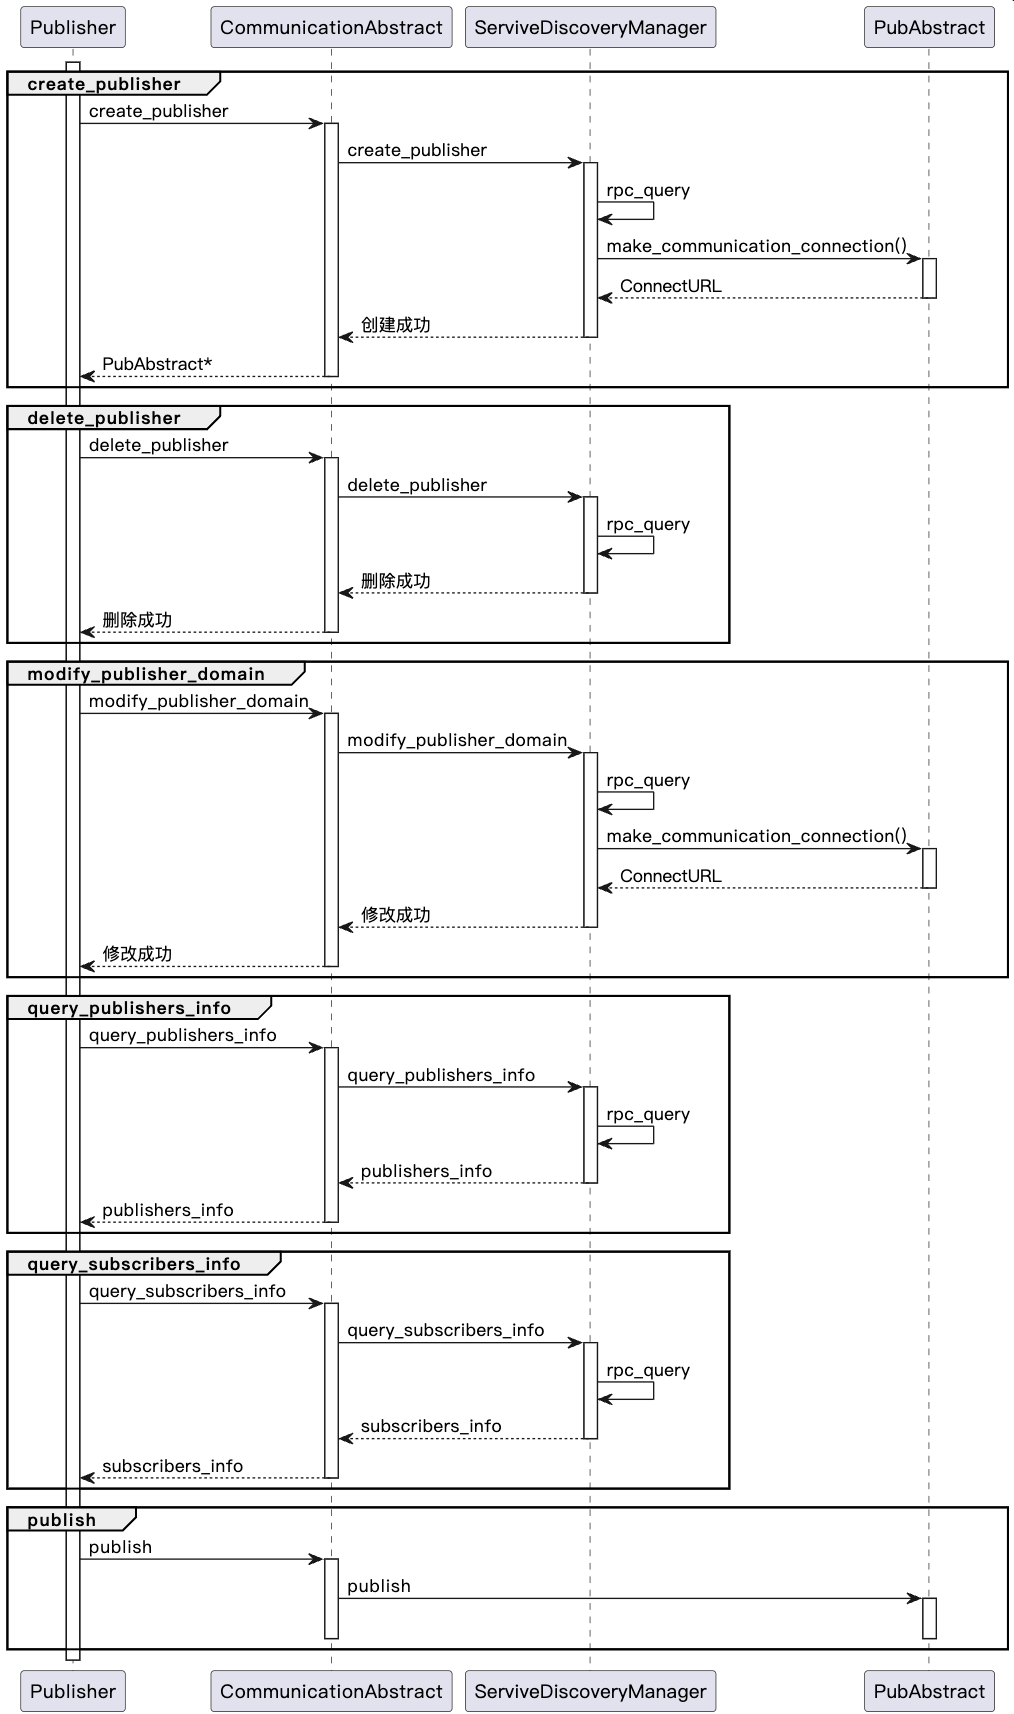 Publisher
CommunicationAbstract
ServiveDiscoveryManager
PubAbstract
create_publisher
create_publisher
create_publisher
rpc_query
make_communication_connection()
ConnectURL
创建成功
PubAbstract*
delete_publisher
delete_publisher
delete_publisher
rpc_query
删除成功
删除成功
modify_publisher_domain
modify_publisher_domain
modify_publisher_domain
rpc_query
make_communication_connection()
ConnectURL
修改成功
修改成功
query_publishers_info
query_publishers_info
query_publishers_info
rpc_query
publishers_info
publishers_info
query_subscribers_info
query_subscribers_info
query_subscribers_info
rpc_query
subscribers_info
subscribers_info
publish
publish
publish
Publisher
CommunicationAbstract
ServiveDiscoveryManager
PubAbstract